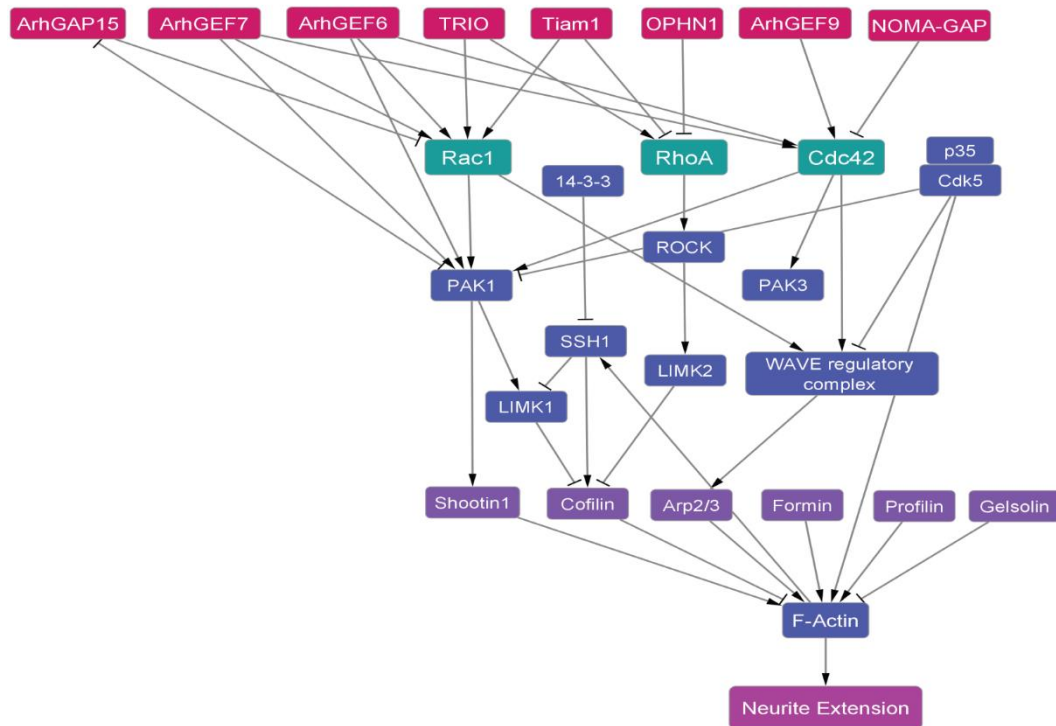 ArhGAP15
ArhGEF7
ArhGEF6
TRIO
Tiam1
OPHN1
ArhGEF9
NOMA-GAP
Rac1
RhoA
Cdc42
p35
Cdk5
14-3-3
ROCK
PAK1
PAK3
SSH1
LIMK2
WAVE regulatory
complex
LIMK1
Shootin1
Cofilin
Arp2/3
Formin
Profilin
Gelsolin
F-Actin
Neurite Extension